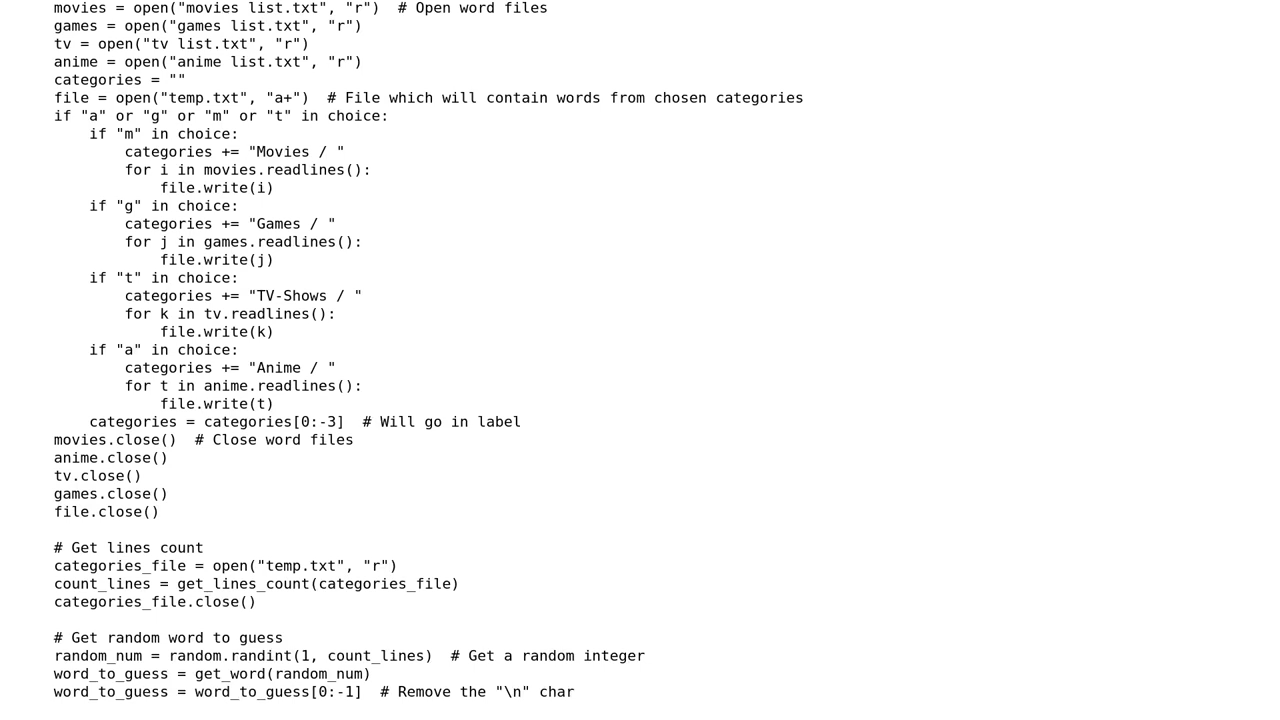 movies = open("movies list.txt", "r")  # Open word files
games = open("games list.txt", "r")
tv = open("tv list.txt", "r")
anime = open("anime list.txt", "r")
categories = ""
file = open("temp.txt", "a+")  # File which will contain words from chosen categories
if "a" or "g" or "m" or "t" in choice:
    if "m" in choice:
        categories += "Movies / "
        for i in movies.readlines():
            file.write(i)
    if "g" in choice:
        categories += "Games / "
        for j in games.readlines():
            file.write(j)
    if "t" in choice:
        categories += "TV-Shows / "
        for k in tv.readlines():
            file.write(k)
    if "a" in choice:
        categories += "Anime / "
        for t in anime.readlines():
            file.write(t)
    categories = categories[0:-3]  # Will go in label
movies.close()  # Close word files
anime.close()
tv.close()
games.close()
file.close()

# Get lines count
categories_file = open("temp.txt", "r")
count_lines = get_lines_count(categories_file)
categories_file.close()

# Get random word to guess
random_num = random.randint(1, count_lines)  # Get a random integer
word_to_guess = get_word(random_num)
word_to_guess = word_to_guess[0:-1]  # Remove the "\n" char